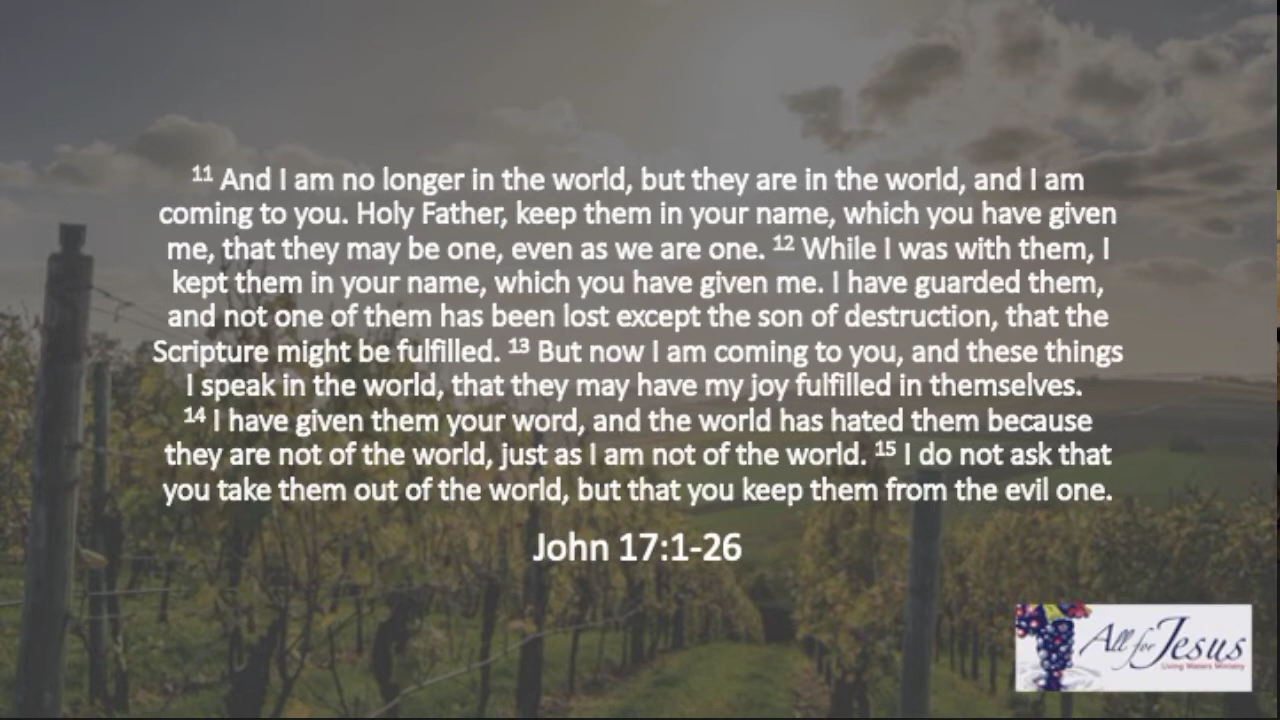 ¹¹ And I am no longer in the world, but they are in the world, and I am
coming to you. Holy Father, keep them in your name, which you have given
me, that they may be one, even as we are one. ¹² While I was with them, I
kept them in your name, which you have given me. I have guarded them,
and not one of them has been lost except the son of destruction, that the
Scripture might be fulfilled. ¹³ But now I am coming to you, and these things
I speak in the world, that they may have my joy fulfilled in themselves.
¹⁴ I have given them your word, and the world has hated them because
they are not of the world, just as I am not of the world. ¹⁵ I do not ask that
you take them out of the world, but that you keep them from the evil one.
John 17:1-26
All for Jesus
Living Waters Ministry